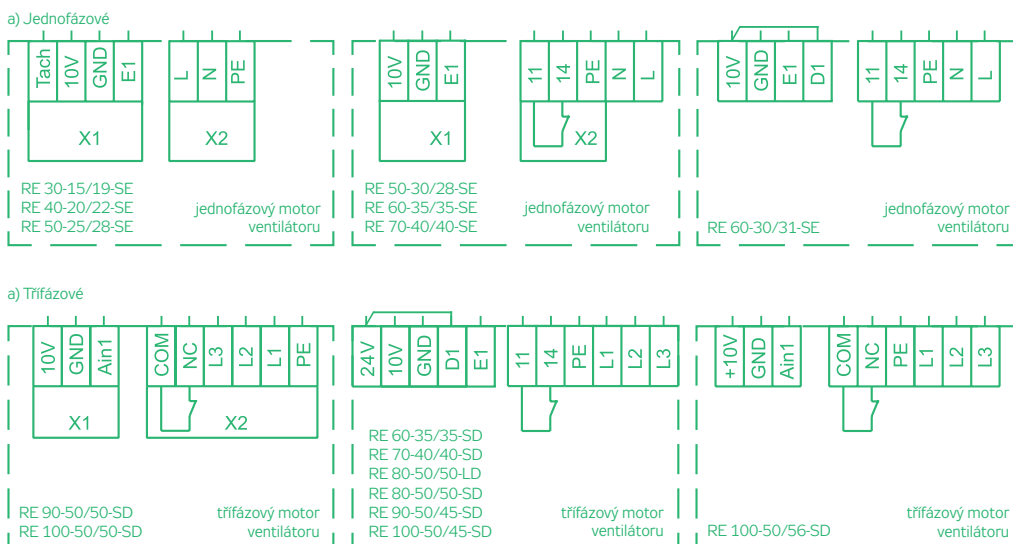 a) Jednofázové
Tach 10V GND E1
L N PE
X1
X2
RE 30-15/19-SE
RE 40-20/22-SE
RE 50-25/28-SE
jednofázový motor
ventilátoru
10V GND E1
11 14 PE N L
X1
X2
RE 50-30/28-SE
RE 60-35/35-SE
RE 70-40/40-SE
jednofázový motor
ventilátoru
10V GND E1 D1
11 14 PE N L
RE 60-30/31-SE
jednofázový motor
ventilátoru
a) Třífázové
10V GND Ain1
COM NC L3 L2 L1 PE
X1
X2
RE 90-50/50-SD
RE 100-50/50-SD
třífázový motor
ventilátoru
24V 10V GND D1 E1
11 14 PE L1 L2 L3
RE 60-35/35-SD
RE 70-40/40-SD
RE 80-50/50-LD
RE 80-50/50-SD
RE 90-50/45-SD
RE 100-50/45-SD
třífázový motor
ventilátoru
+10V GND Ain1
COM NC PE L1 L2 L3
RE 100-50/56-SD
třífázový motor
ventilátoru